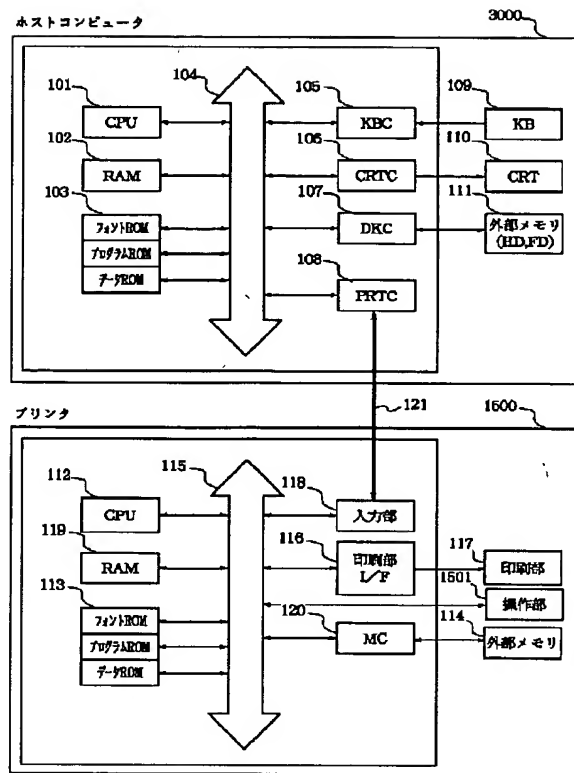 ホストコンピュータ
3000
101
104
105
109
CPU
KBC
KB
102
106
110
RAM
CRTC
CRT
103
107
111
フォントROM
プログラムROM
データROM
DKC
外部メモリ
(HD,FD)
108
PRTC
121
プリンタ
1500
112
115
118
CPU
入力部
119
116
117
RAM
印刷部
I/F
印刷部
1501
操作部
113
120
114
フォントROM
プログラムROM
データROM
MC
外部メモリ